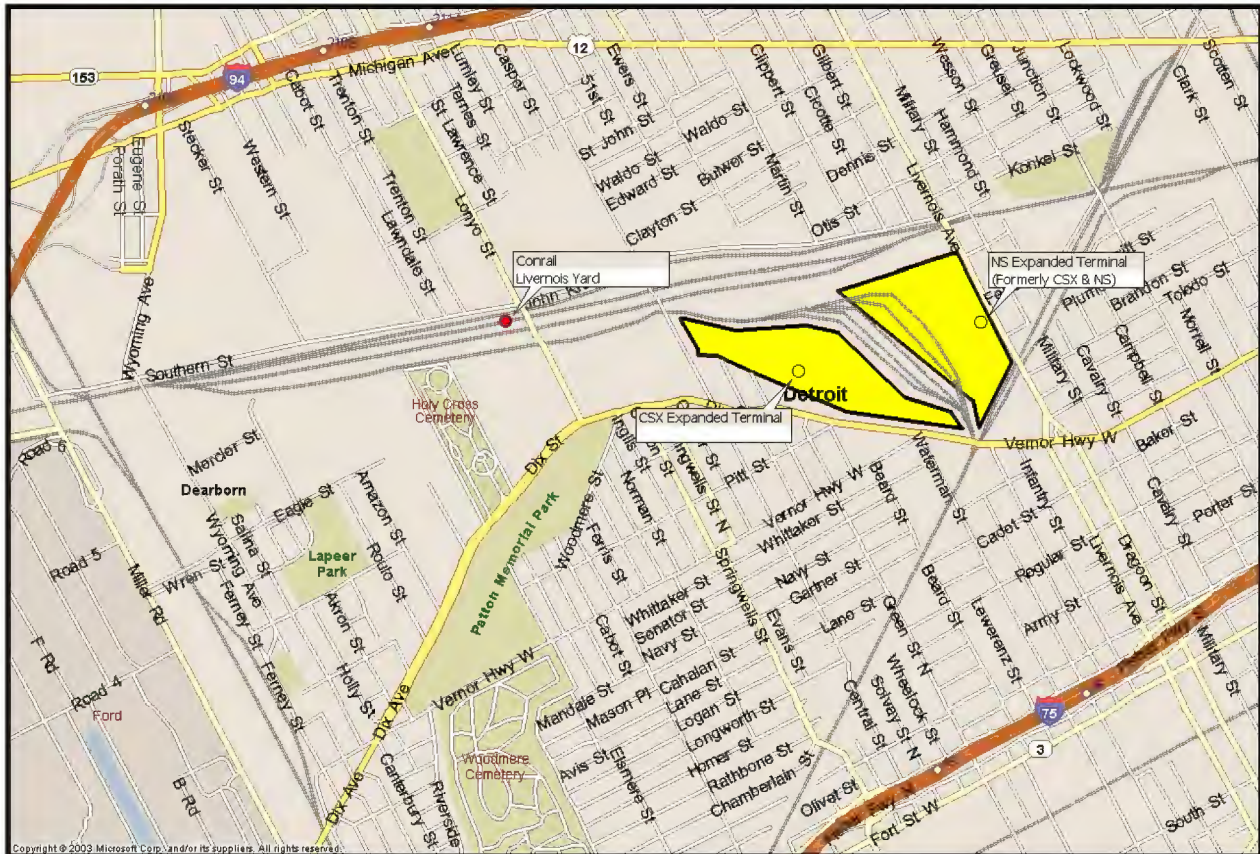 153
94
12
Michigan Ave
Cabot St
Trenton St
Lumley St
Ternes St
St Lawrence St
Casper St
Ewers St
51st St
St John St
Waldo St
Edward St
Waldo St
Bulwer St
Clippert St
Cicotte St
Gilbert St
Martin St
Dennis St
Military St
Wesson St
Hammond St
Greusel St
Junction St
Lockwood St
Konkel St
Clark St
Scotten St
Eugene St
Porath St
Stecker St
Western St
Trenton St
Lawndale St
Lonyo St
Clayton St
Otis St
Livernois Ave
Conrail
Livernois Yard
NS Expanded Terminal
(Formerly CSX & NS)
Brandon St
Toledo St
Morrell St
Campbell St
Cavalry St
Military St
Wyoming Ave
Southern St
Holy Cross
Cemetery
CSX Expanded Terminal
Detroit
Vernor Hwy W
Baker St
Road 6
Mercier St
Dearborn
Eagle St
Amazon St
Dix St
Patton Memorial Park
Woodmere St
Norman St
Ferris St
Pitt St
Vernor Hwy W
Whittaker St
Beard St
Waterman St
Infantry St
Cadet St
Regular St
Cavalry St
Porter St
Road 5
Salina St
Wyoming Ave
Ferney St
Lapeer
Park
Roulo St
Wren
Miller Rd
Akron St
Holly St
Springwells St N
Springwells St
Navy St
Gartner St
Lane St
Evans St
Green St N
Beard St
Lewerenz St
Army St
Livernois Ave
Dragoon St
Military St
F Rd
Road 4
Ford
B Rd
Ferney St
Dix Ave
Vernor Hwy W
Whittaker St
Senator St
Navy St
Cabot St
Mandale St
Mason Pl
Cahalan St
Lane St
Logan St
Longworth St
Homer St
Rathbone St
Chamberlain St
Avis St
Elsmere St
Central St
Solvay St N
Wheelock St
75
3
Woodmere
Cemetery
Dix Ave
Canterbury St
Riverside
Olivet St
Fort St W
South St
Copyright © 2003 Microsoft Corp. and/or its suppliers. All rights reserved.